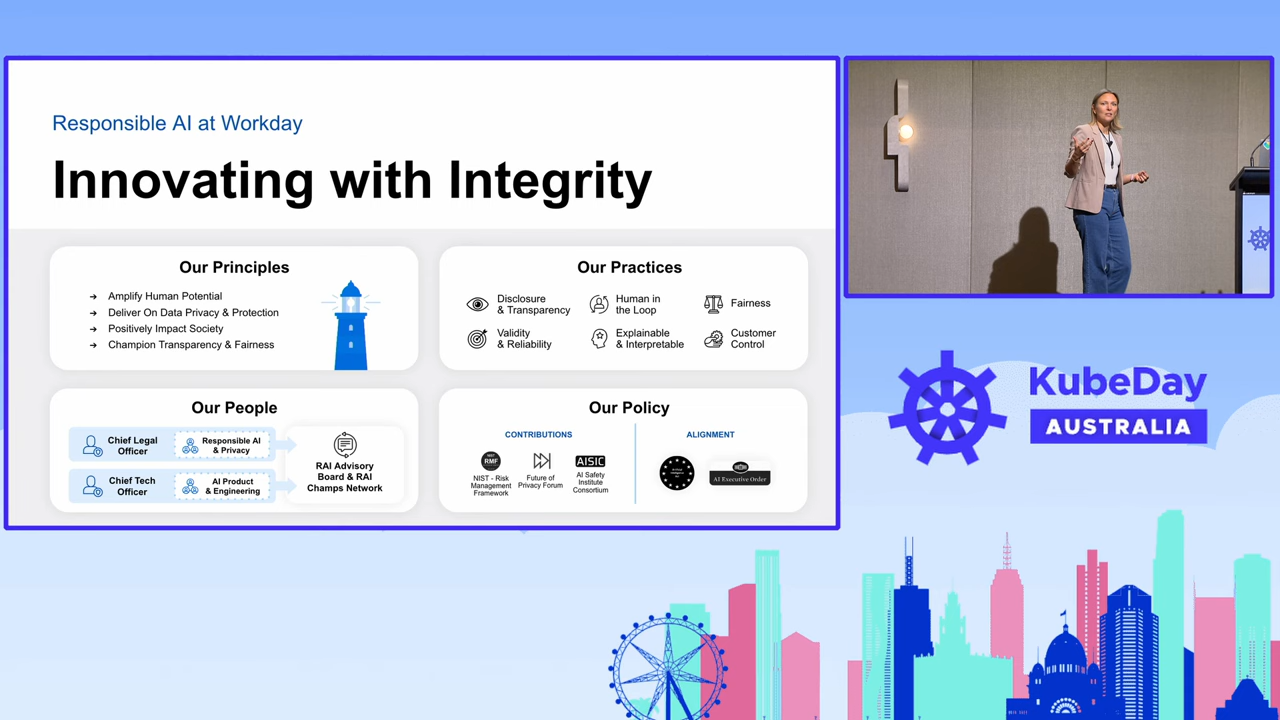 Responsible AI at Workday
Innovating with Integrity
Our Principles
→ Amplify Human Potential
→ Deliver On Data Privacy & Protection
→ Positively Impact Society
→ Champion Transparency & Fairness
Our Practices
Disclosure
& Transparency
Human in
the Loop
Fairness
Validity
& Reliability
Explainable
& Interpretable
Customer
Control
Our People
Chief Legal
Officer
Responsible AI
& Privacy
Chief Tech
Officer
AI Product
& Engineering
RAI Advisory
Board & RAI
Champs Network
Our Policy
CONTRIBUTIONS
RMF
NIST - Risk
Management
Framework
Future of
Privacy Forum
AISIC
AI Safety
Institute
Consortium
ALIGNMENT
AI Executive Order
KubeDay
AUSTRALIA